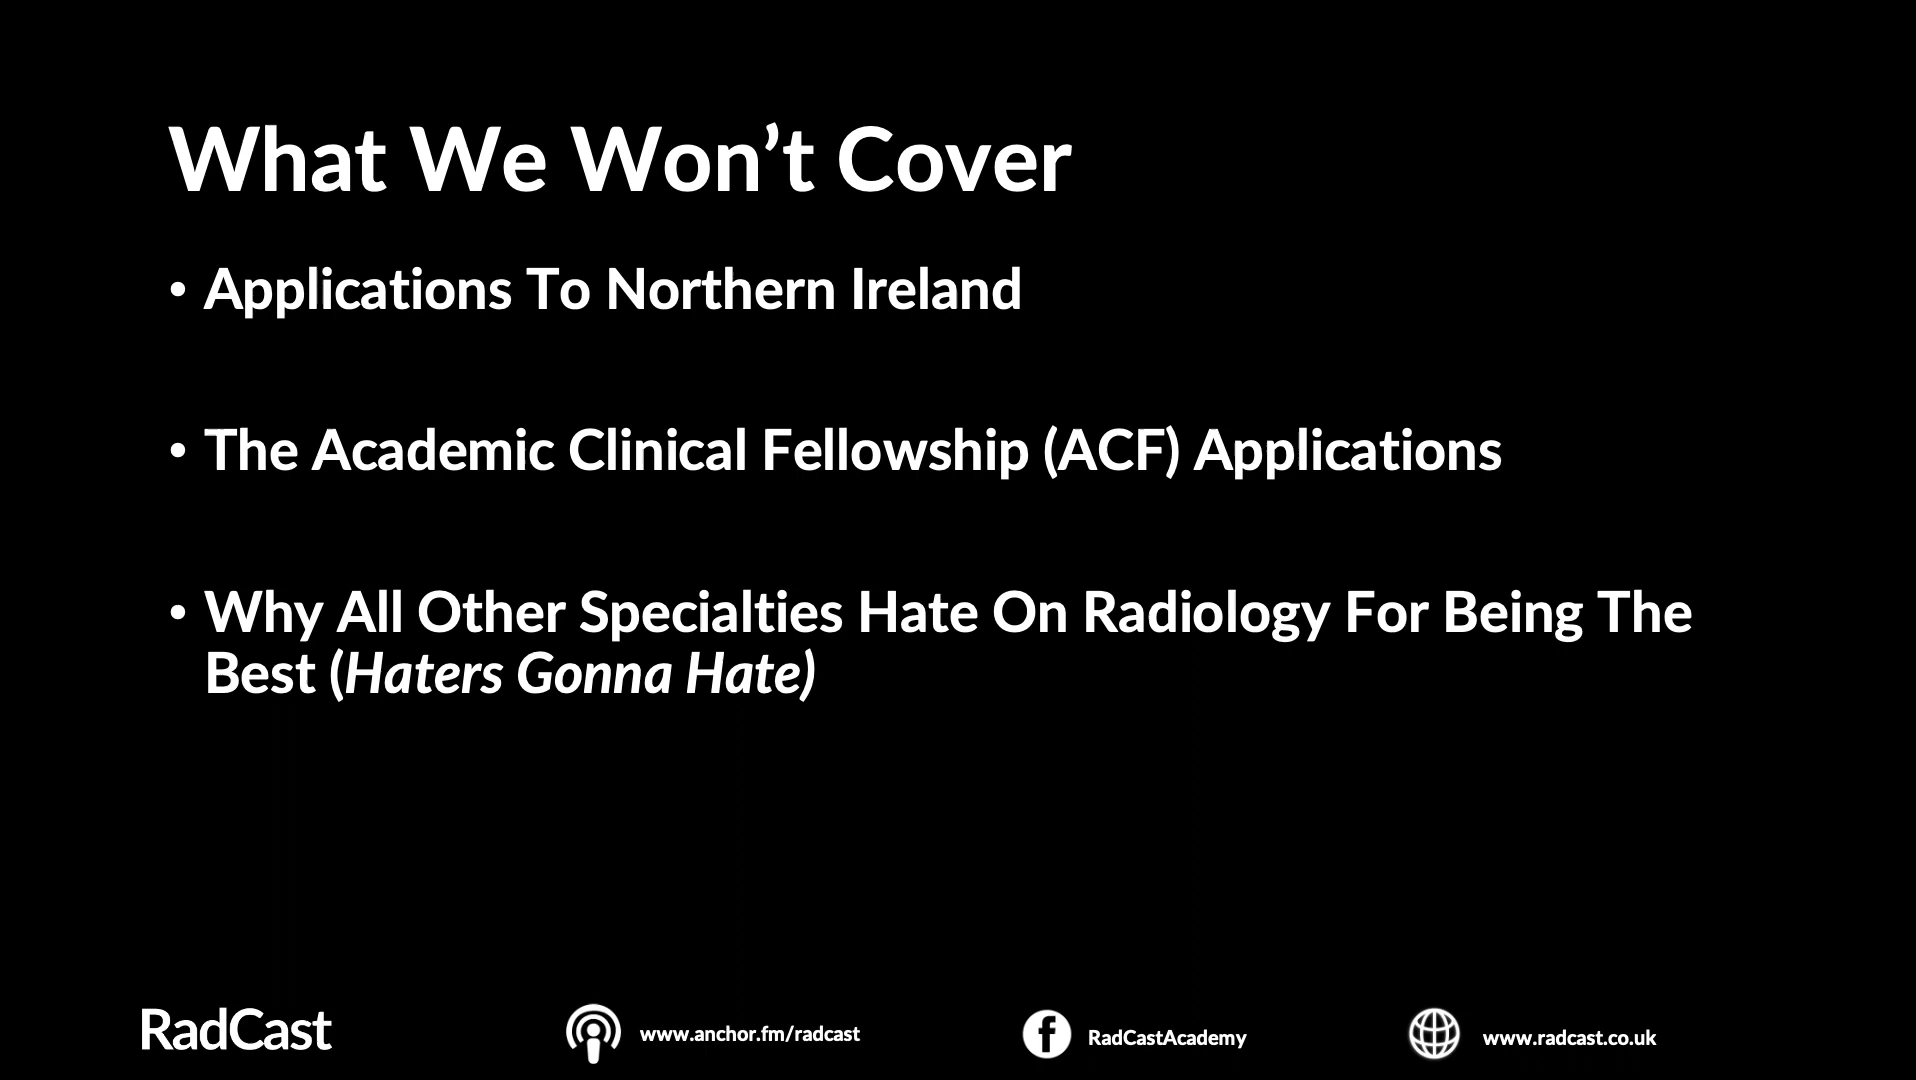 What We Won’t Cover
• Applications To Northern Ireland
• The Academic Clinical Fellowship (ACF) Applications
• Why All Other Specialties Hate On Radiology For Being The
Best (Haters Gonna Hate)
RadCast
www.anchor.fm/radcast
RadCastAcademy
www.radcast.co.uk